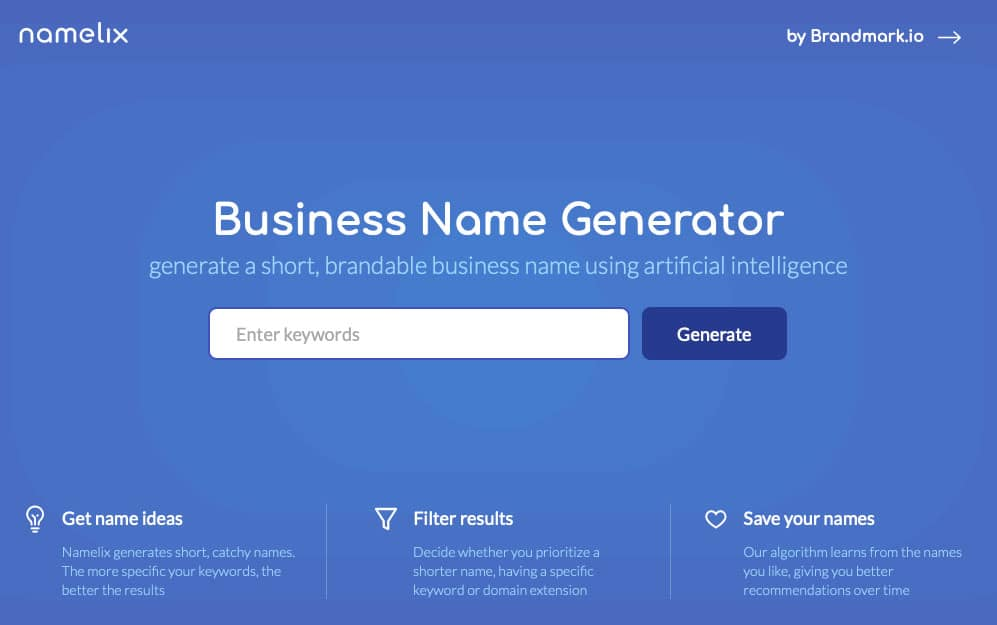 namelix
by Brandmark.io
Business Name Generator
generate a short, brandable business name using artificial intelligence
Enter keywords
Generate
Get name ideas
Namelix generates short, catchy names.
The more specific your keywords, the
better the results
Filter results
Decide whether you prioritize a
shorter name, having a specific
keyword or domain extension
Save your names
Our algorithm learns from the names
you like, giving you better
recommendations over time